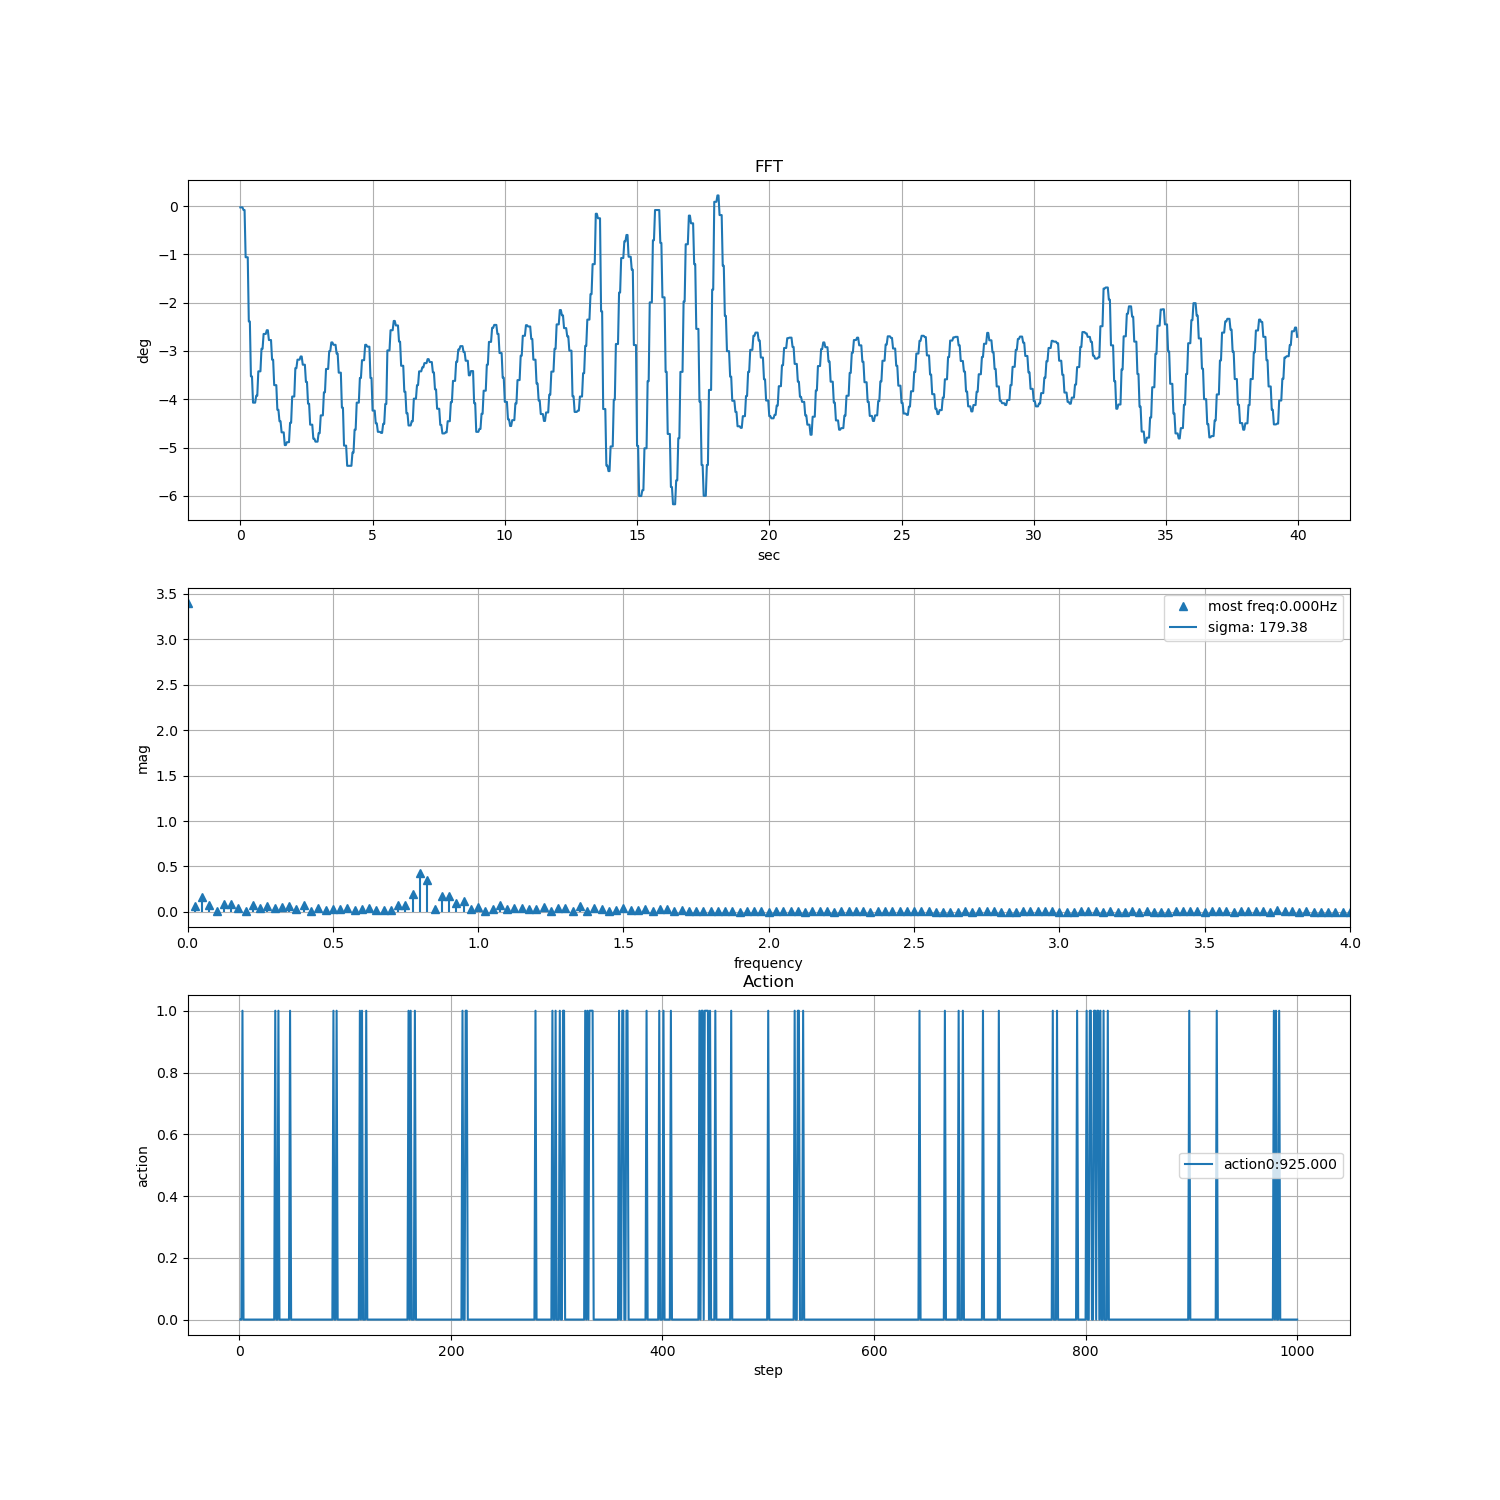 FFT
0
−1
−2
−3
−4
−5
−6
deg
0 5 10 15 20 25 30 35 40
sec
3.5
3.0
2.5
2.0
1.5
1.0
0.5
0.0
mag
most freq:0.000Hz
sigma: 179.38
0.0 0.5 1.0 1.5 2.0 2.5 3.0 3.5 4.0
frequency
Action
1.0
0.8
0.6
0.4
0.2
0.0
action
action0:925.000
0 200 400 600 800 1000
step